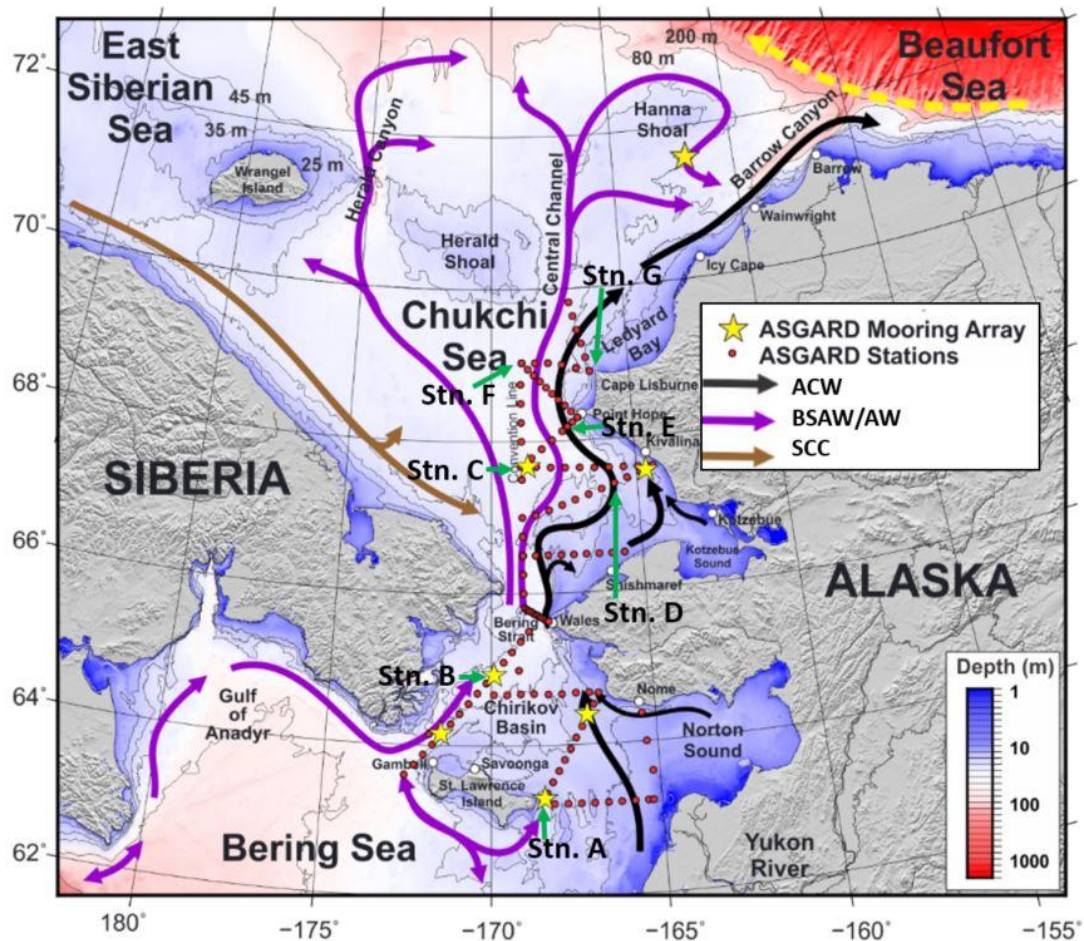 72°
70°
68°
66°
64°
62°
180°
−175°
−170°
−165°
−160°
−155°
East
Siberian
Sea
45 m
35 m
25 m
Wrangel
Island
Herald Canyon
Herald
Shoal
Central Channel
200 m
80 m
Hanna
Shoal
Barrow Canyon
Beaufort
Sea
Barrow
Wainwright
Icy Cape
Chukchi
Sea
Stn. G
Ledyard
Bay
Cape Lisburne
Stn. F
Convention Line
Point Hope
Stn. E
Kivalina
Stn. C
SIBERIA
Kotzebue
Kotzebue
Sound
Shishmaref
ALASKA
Stn. D
Bering
Strait
Wales
Stn. B
Gulf
of
Anadyr
Chirikov
Basin
Nome
Norton
Sound
Gambell
Savoonga
St. Lawrence
Island
Stn. A
Bering Sea
Yukon
River
ASGARD Mooring Array
ASGARD Stations
ACW
BSAW/AW
SCC
Depth (m)
1
10
100
1000